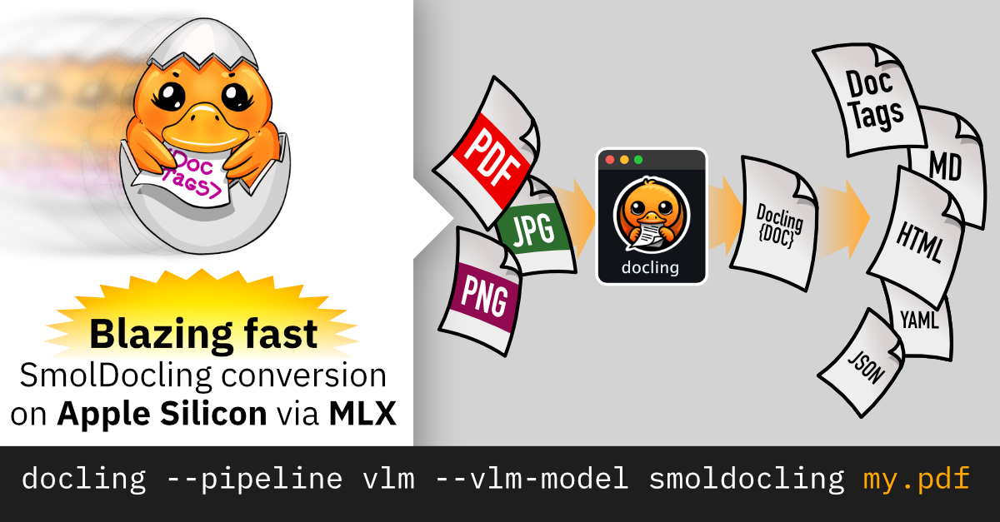 <Doc
Tags>
Blazing fast
SmolDocling conversion
on Apple Silicon via MLX
PDF
JPG
PNG
docling
Docling
{DOC}
Doc
Tags
MD
HTML
YAML
JSON
docling --pipeline vlm --vlm-model smoldocling my.pdf